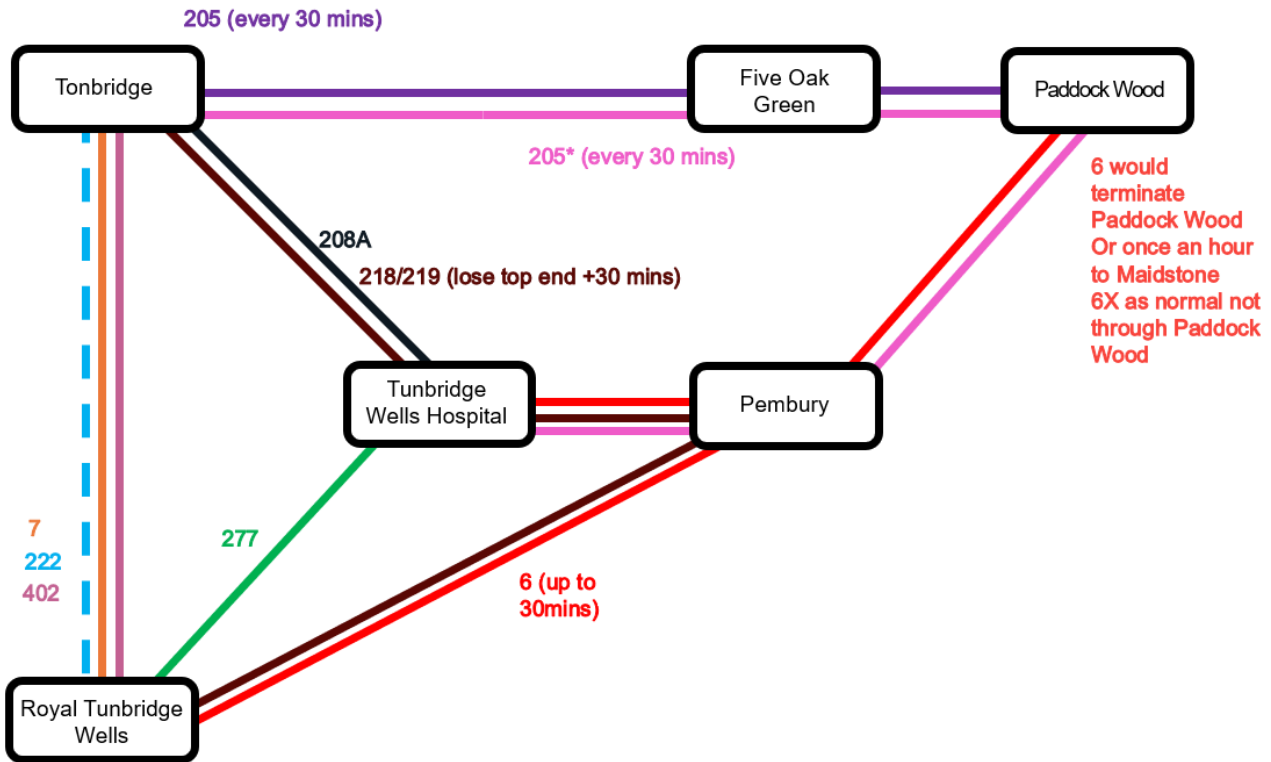 205 (every 30 mins)
Tonbridge
Five Oak
Green
Paddock Wood
205* (every 30 mins)
6 would
terminate
Paddock Wood
Or once an hour
to Maidstone
6X as normal not
through Paddock
Wood
208A
218/219 (lose top end +30 mins)
Tunbridge
Wells Hospital
Pembury
7
222
402
277
6 (up to
30mins)
Royal Tunbridge
Wells